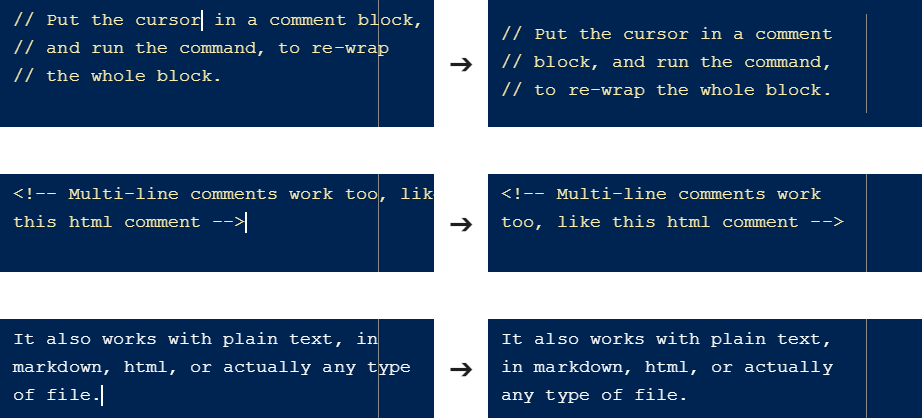 // Put the cursor in a comment block,
// and run the command, to re-wrap
// the whole block.
// Put the cursor in a comment
// block, and run the command,
// to re-wrap the whole block.
<!-- Multi-line comments work too, lik
this html comment -->
<!-- Multi-line comments work
too, like this html comment -->
It also works with plain text, in
markdown, html, or actually any type
of file.
It also works with plain text,
in markdown, html, or actually
any type of file.